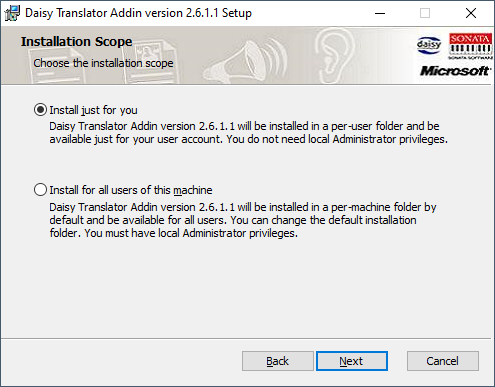 Daisy Translator Addin version 2.6.1.1 Setup
Installation Scope
Choose the installation scope
daisy
SONATA
SONATA SOFTWARE
Microsoft
Install just for you
Daisy Translator Addin version 2.6.1.1 will be installed in a per-user folder and be
available just for your user account. You do not need local Administrator privileges.
Install for all users of this machine
Daisy Translator Addin version 2.6.1.1 will be installed in a per-machine folder by
default and be available for all users. You can change the default installation
folder. You must have local Administrator privileges.
Back
Next
Cancel